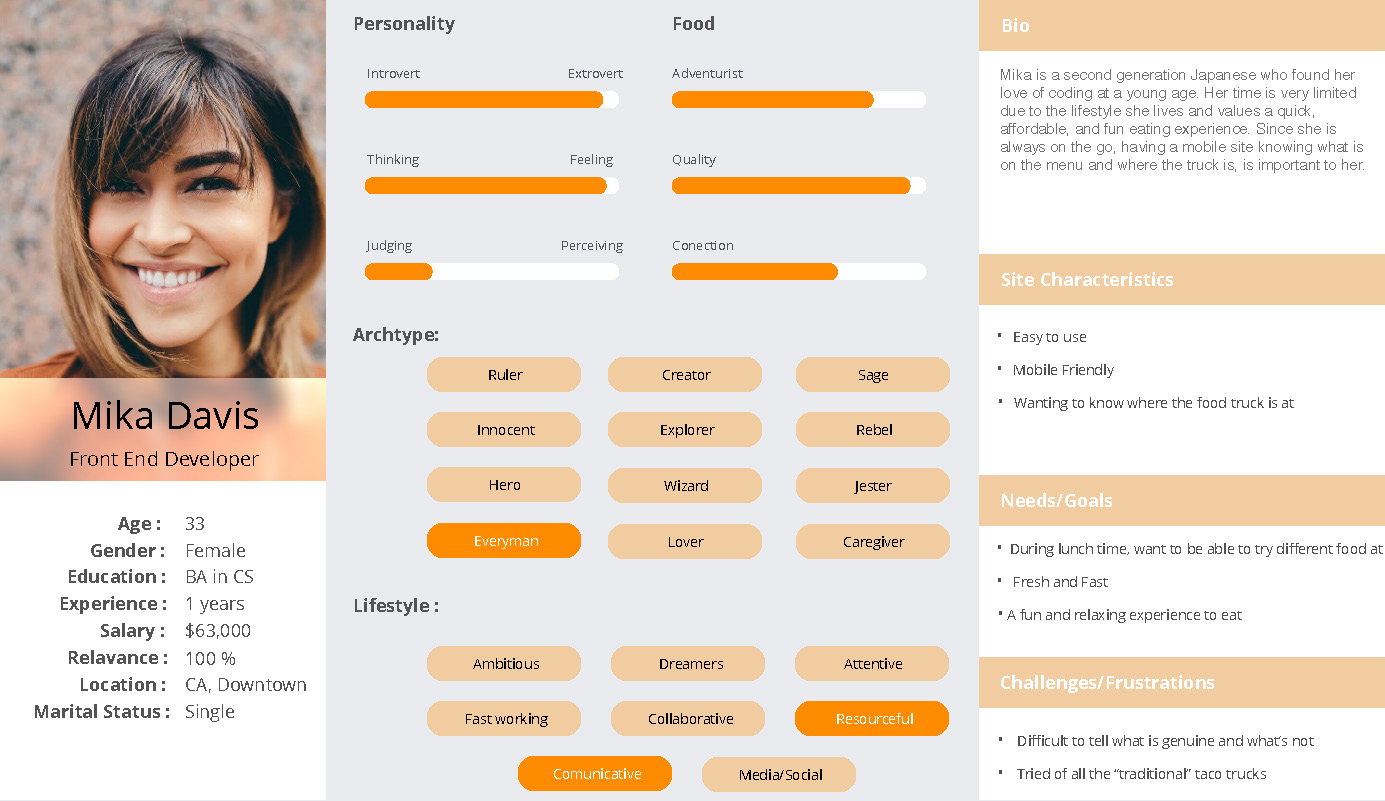 Mika Davis
Front End Developer
Age : 33
Gender : Female
Education : BA in CS
Experience : 1 years
Salary : $63,000
Relavance : 100 %
Location : CA, Downtown
Marital Status : Single
Personality
Introvert Extrovert
Thinking Feeling
Judging Perceiving
Food
Adventurist
Quality
Conection
Archtype:
Ruler Creator Sage
Innocent Explorer Rebel
Hero Wizard Jester
Everyman Lover Caregiver
Lifestyle :
Ambitious Dreamers Attentive
Fast working Collaborative Resourceful
Comunicative Media/Social
Bio
Mika is a second generation Japanese who found her
love of coding at a young age. Her time is very limited
due to the lifestyle she lives and values a quick,
affordable, and fun eating experience. Since she is
always on the go, having a mobile site knowing what is
on the menu and where the truck is, is important to her.
Site Characteristics
• Easy to use
• Mobile Friendly
• Wanting to know where the food truck is at
Needs/Goals
• During lunch time, want to be able to try different food at
• Fresh and Fast
• A fun and relaxing experience to eat
Challenges/Frustrations
• Difficult to tell what is genuine and what's not
• Tried of all the “traditional” taco trucks